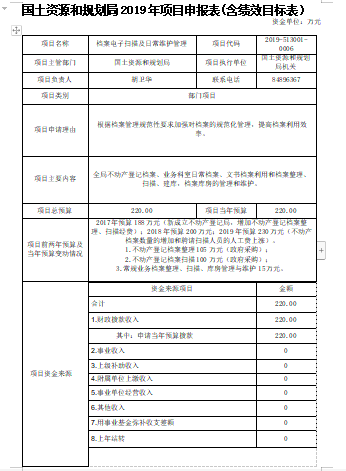 国土资源和规划局2019年项目申报表(含绩效目标表)
资金单位：万元
项目名称 档案电子扫描及日常维护管理 项目代码 2019-513001-0006
项目主管部门 国土资源和规划局 项目执行单位 国土资源和规划局机关
项目负责人 胡卫华 联系电话 84896367
项目类别 部门项目
项目申请理由 根据档案管理规范性要求加强对档案的规范化管理，提高档案利用效率。
项目主要内容 全局不动产登记档案、业务科室日常档案、文书档案利用和档案整理、扫描、建库，档案库房的管理和维护。
项目总预算 220.00 项目当年预算 220.00
项目前两年预算及当年预算变动情况
2017年预算188万（新成立不动产登记局，增加不动产登记档案整理、扫描经费）；2018年预算200万；2019年预算230万（不动产档案数量的增加和聘请扫描人员的人工费上涨）。
1.不动产登记档案整理105万（政府采购）；
2.不动产登记档案扫描100万（政府采购）；
3.常规业务档案整理、扫描、库房管理与维护15万。
项目资金来源
资金来源项目 金额
合计 220.00
1.财政拨款收入 220.00
其中：申请当年预算拨款 220.00
2.事业收入 0
3.上级补助收入 0
4.附属单位上缴收入 0
5.事业单位经营收入 0
6.其他收入 0
7.用事业基金弥补收支差额 0
8.上年结转 0